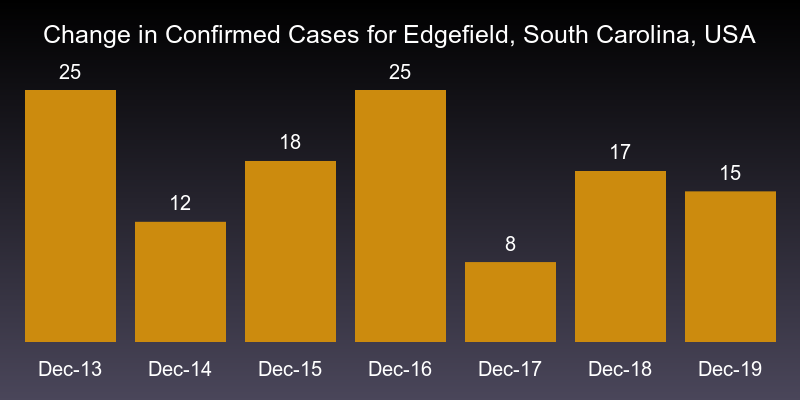 Change in Confirmed Cases for Edgefield, South Carolina, USA
25 12 18 25 8 17 15
Dec-13 Dec-14 Dec-15 Dec-16 Dec-17 Dec-18 Dec-19